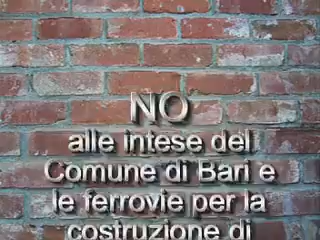 NO
alle intese del
Comune di Bari e
le ferrovie per la
costruzione di